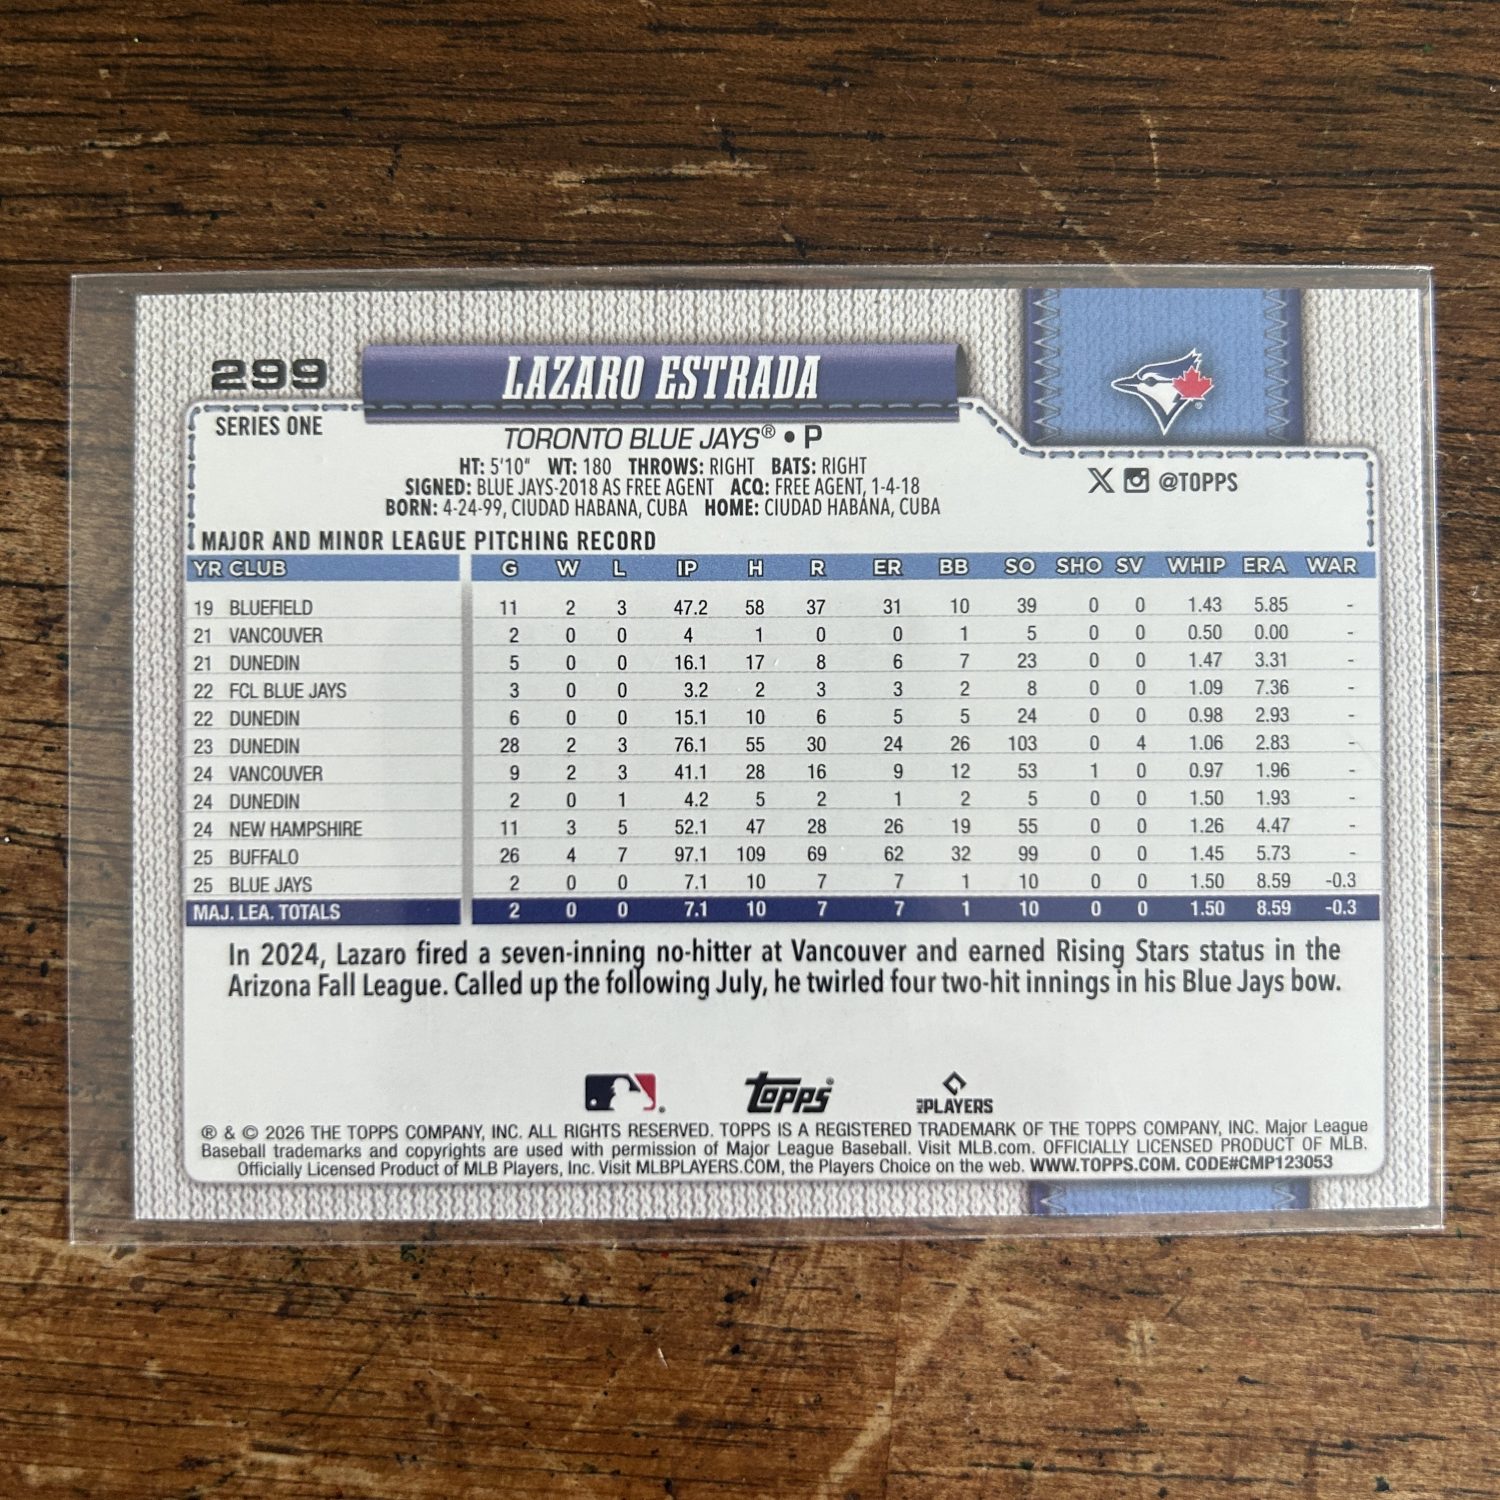 299
LAZARO ESTRADA
SERIES ONE
TORONTO BLUE JAYS® • P
HT: 5'10" WT: 180 THROWS: RIGHT BATS: RIGHT
SIGNED: BLUE JAYS-2018 AS FREE AGENT ACQ: FREE AGENT, 1-4-18
BORN: 4-24-99, CIUDAD HABANA, CUBA HOME: CIUDAD HABANA, CUBA
@TOPPS
MAJOR AND MINOR LEAGUE PITCHING RECORD
YR CLUB G W L IP H R ER BB SO SHO SV WHIP ERA WAR
19 BLUEFIELD 11 2 3 47.2 58 37 31 10 39 0 0 1.43 5.85 -
21 VANCOUVER 2 0 0 4 1 0 0 1 5 0 0 0.50 0.00 -
21 DUNEDIN 5 0 0 16.1 17 8 6 7 23 0 0 1.47 3.31 -
22 FCL BLUE JAYS 3 0 0 3.2 2 3 3 2 8 0 0 1.09 7.36 -
22 DUNEDIN 6 0 0 15.1 10 6 5 5 24 0 0 0.98 2.93 -
23 DUNEDIN 28 2 3 76.1 55 30 24 26 103 0 4 1.06 2.83 -
24 VANCOUVER 9 2 3 41.1 28 16 9 12 53 1 0 0.97 1.96 -
24 DUNEDIN 2 0 1 4.2 5 2 1 2 5 0 0 1.50 1.93 -
24 NEW HAMPSHIRE 11 3 5 52.1 47 28 26 19 55 0 0 1.26 4.47 -
25 BUFFALO 26 4 7 97.1 109 69 62 32 99 0 0 1.45 5.73 -
25 BLUE JAYS 2 0 0 7.1 10 7 7 1 10 0 0 1.50 8.59 -0.3
MAJ. LEA. TOTALS 2 0 0 7.1 10 7 7 1 10 0 0 1.50 8.59 -0.3
In 2024, Lazaro fired a seven-inning no-hitter at Vancouver and earned Rising Stars status in the
Arizona Fall League. Called up the following July, he twirled four two-hit innings in his Blue Jays bow.
Topps® MLB PLAYERS
® & © 2026 THE TOPPS COMPANY, INC. ALL RIGHTS RESERVED. TOPPS IS A REGISTERED TRADEMARK OF THE TOPPS COMPANY, INC. Major League
Baseball trademarks and copyrights are used with permission of Major League Baseball. Visit MLB.com. OFFICIALLY LICENSED PRODUCT OF MLB.
Officially Licensed Product of MLB Players, Inc. Visit MLBPLAYERS.COM, the Players Choice on the web. WWW.TOPPS.COM. CODE#CMP123053